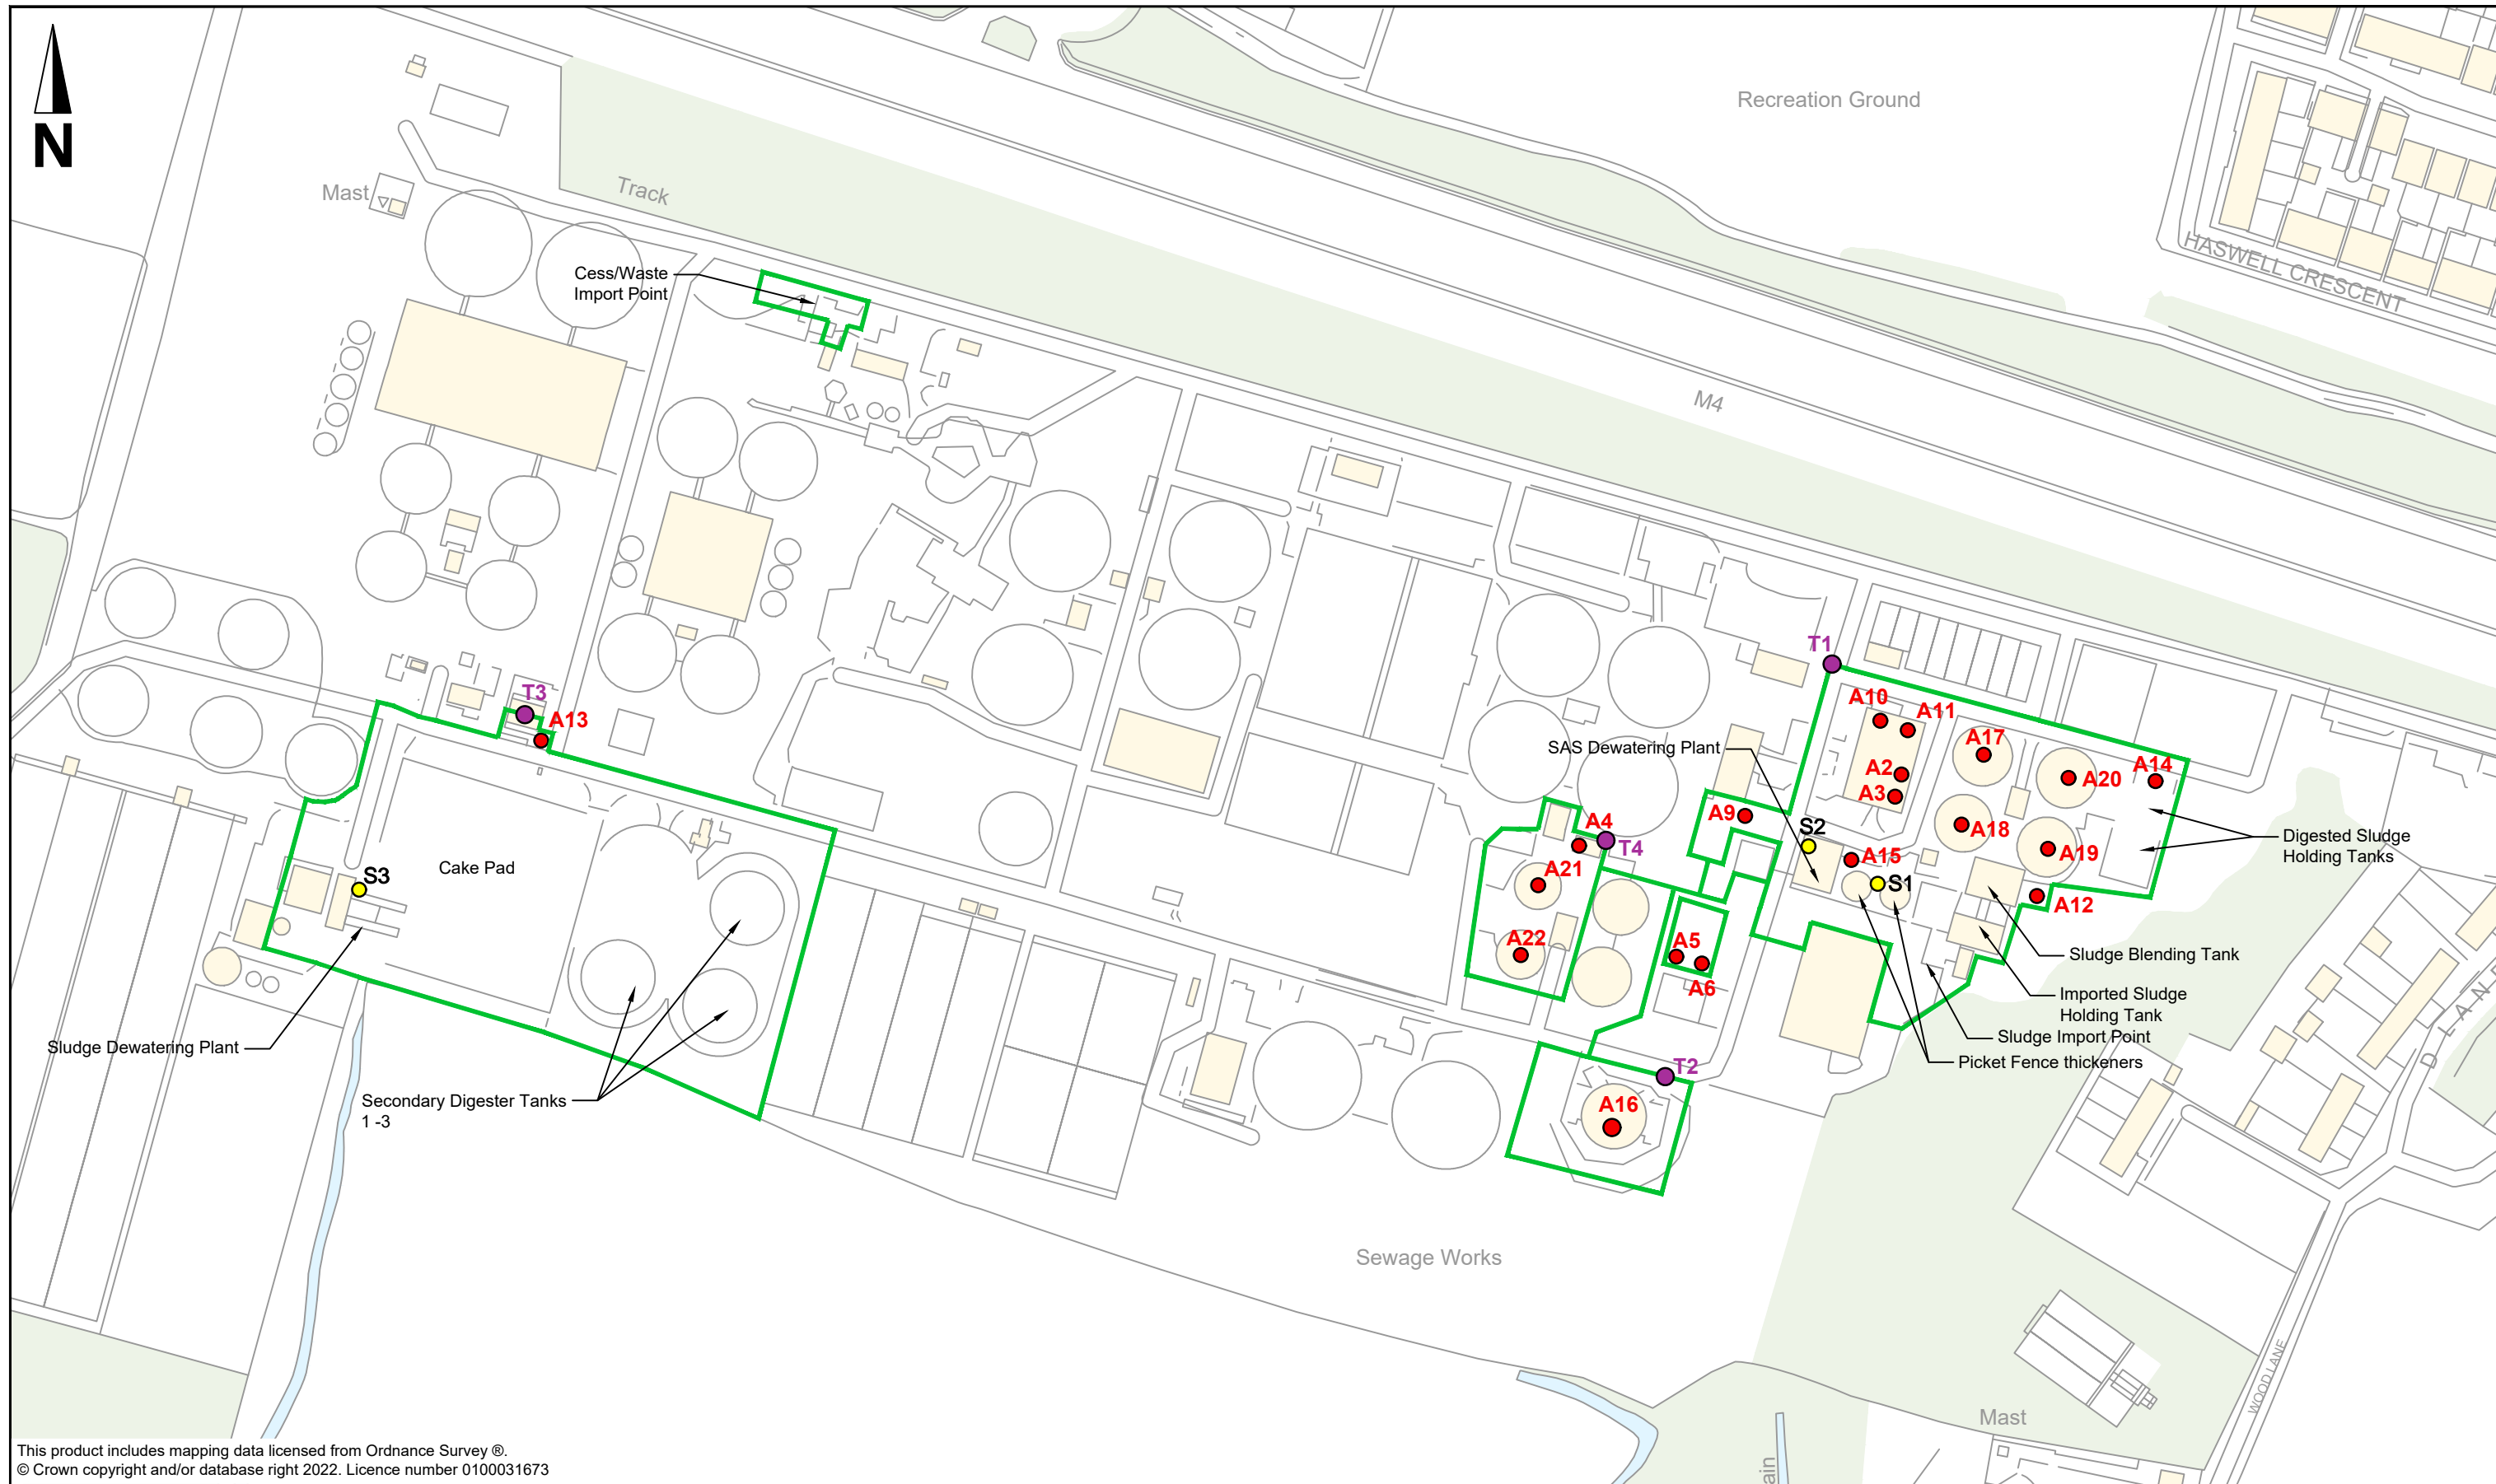 N
Recreation Ground
HASWELL CRESCENT
Mast
Track
Cess/Waste
Import Point
M4
T1
T3
A13
A10
A11
SAS Dewatering Plant
A17
A2
A20
A14
A3
A9
A4
S2
A18
T4
A15
A19
Digested Sludge
Holding Tanks
Cake Pad
S3
A21
S1
A12
A22
A5
A6
Sludge Blending Tank
Imported Sludge
Holding Tank
Sludge Import Point
Picket Fence thickeners
Sludge Dewatering Plant
Secondary Digester Tanks
1 -3
T2
A16
Sewage Works
WOOD LANE
Mast
This product includes mapping data licensed from Ordnance Survey ®.
© Crown copyright and/or database right 2022. Licence number 0100031673